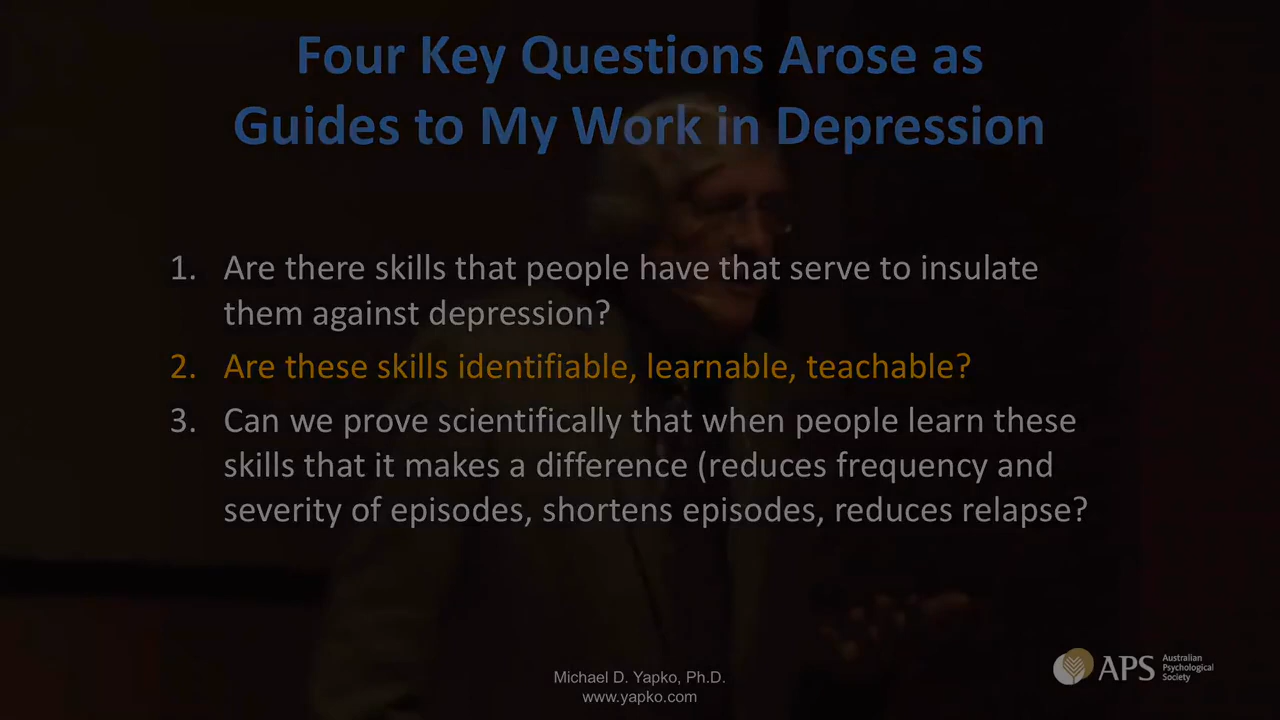 Four Key Questions Arose as
Guides to My Work in Depression
1. Are there skills that people have that serve to insulate
them against depression?
2. Are these skills identifiable, learnable, teachable?
3. Can we prove scientifically that when people learn these
skills that it makes a difference (reduces frequency and
severity of episodes, shortens episodes, reduces relapse?
Michael D. Yapko, Ph.D.
www.yapko.com
APS Australian
Psychological
Society